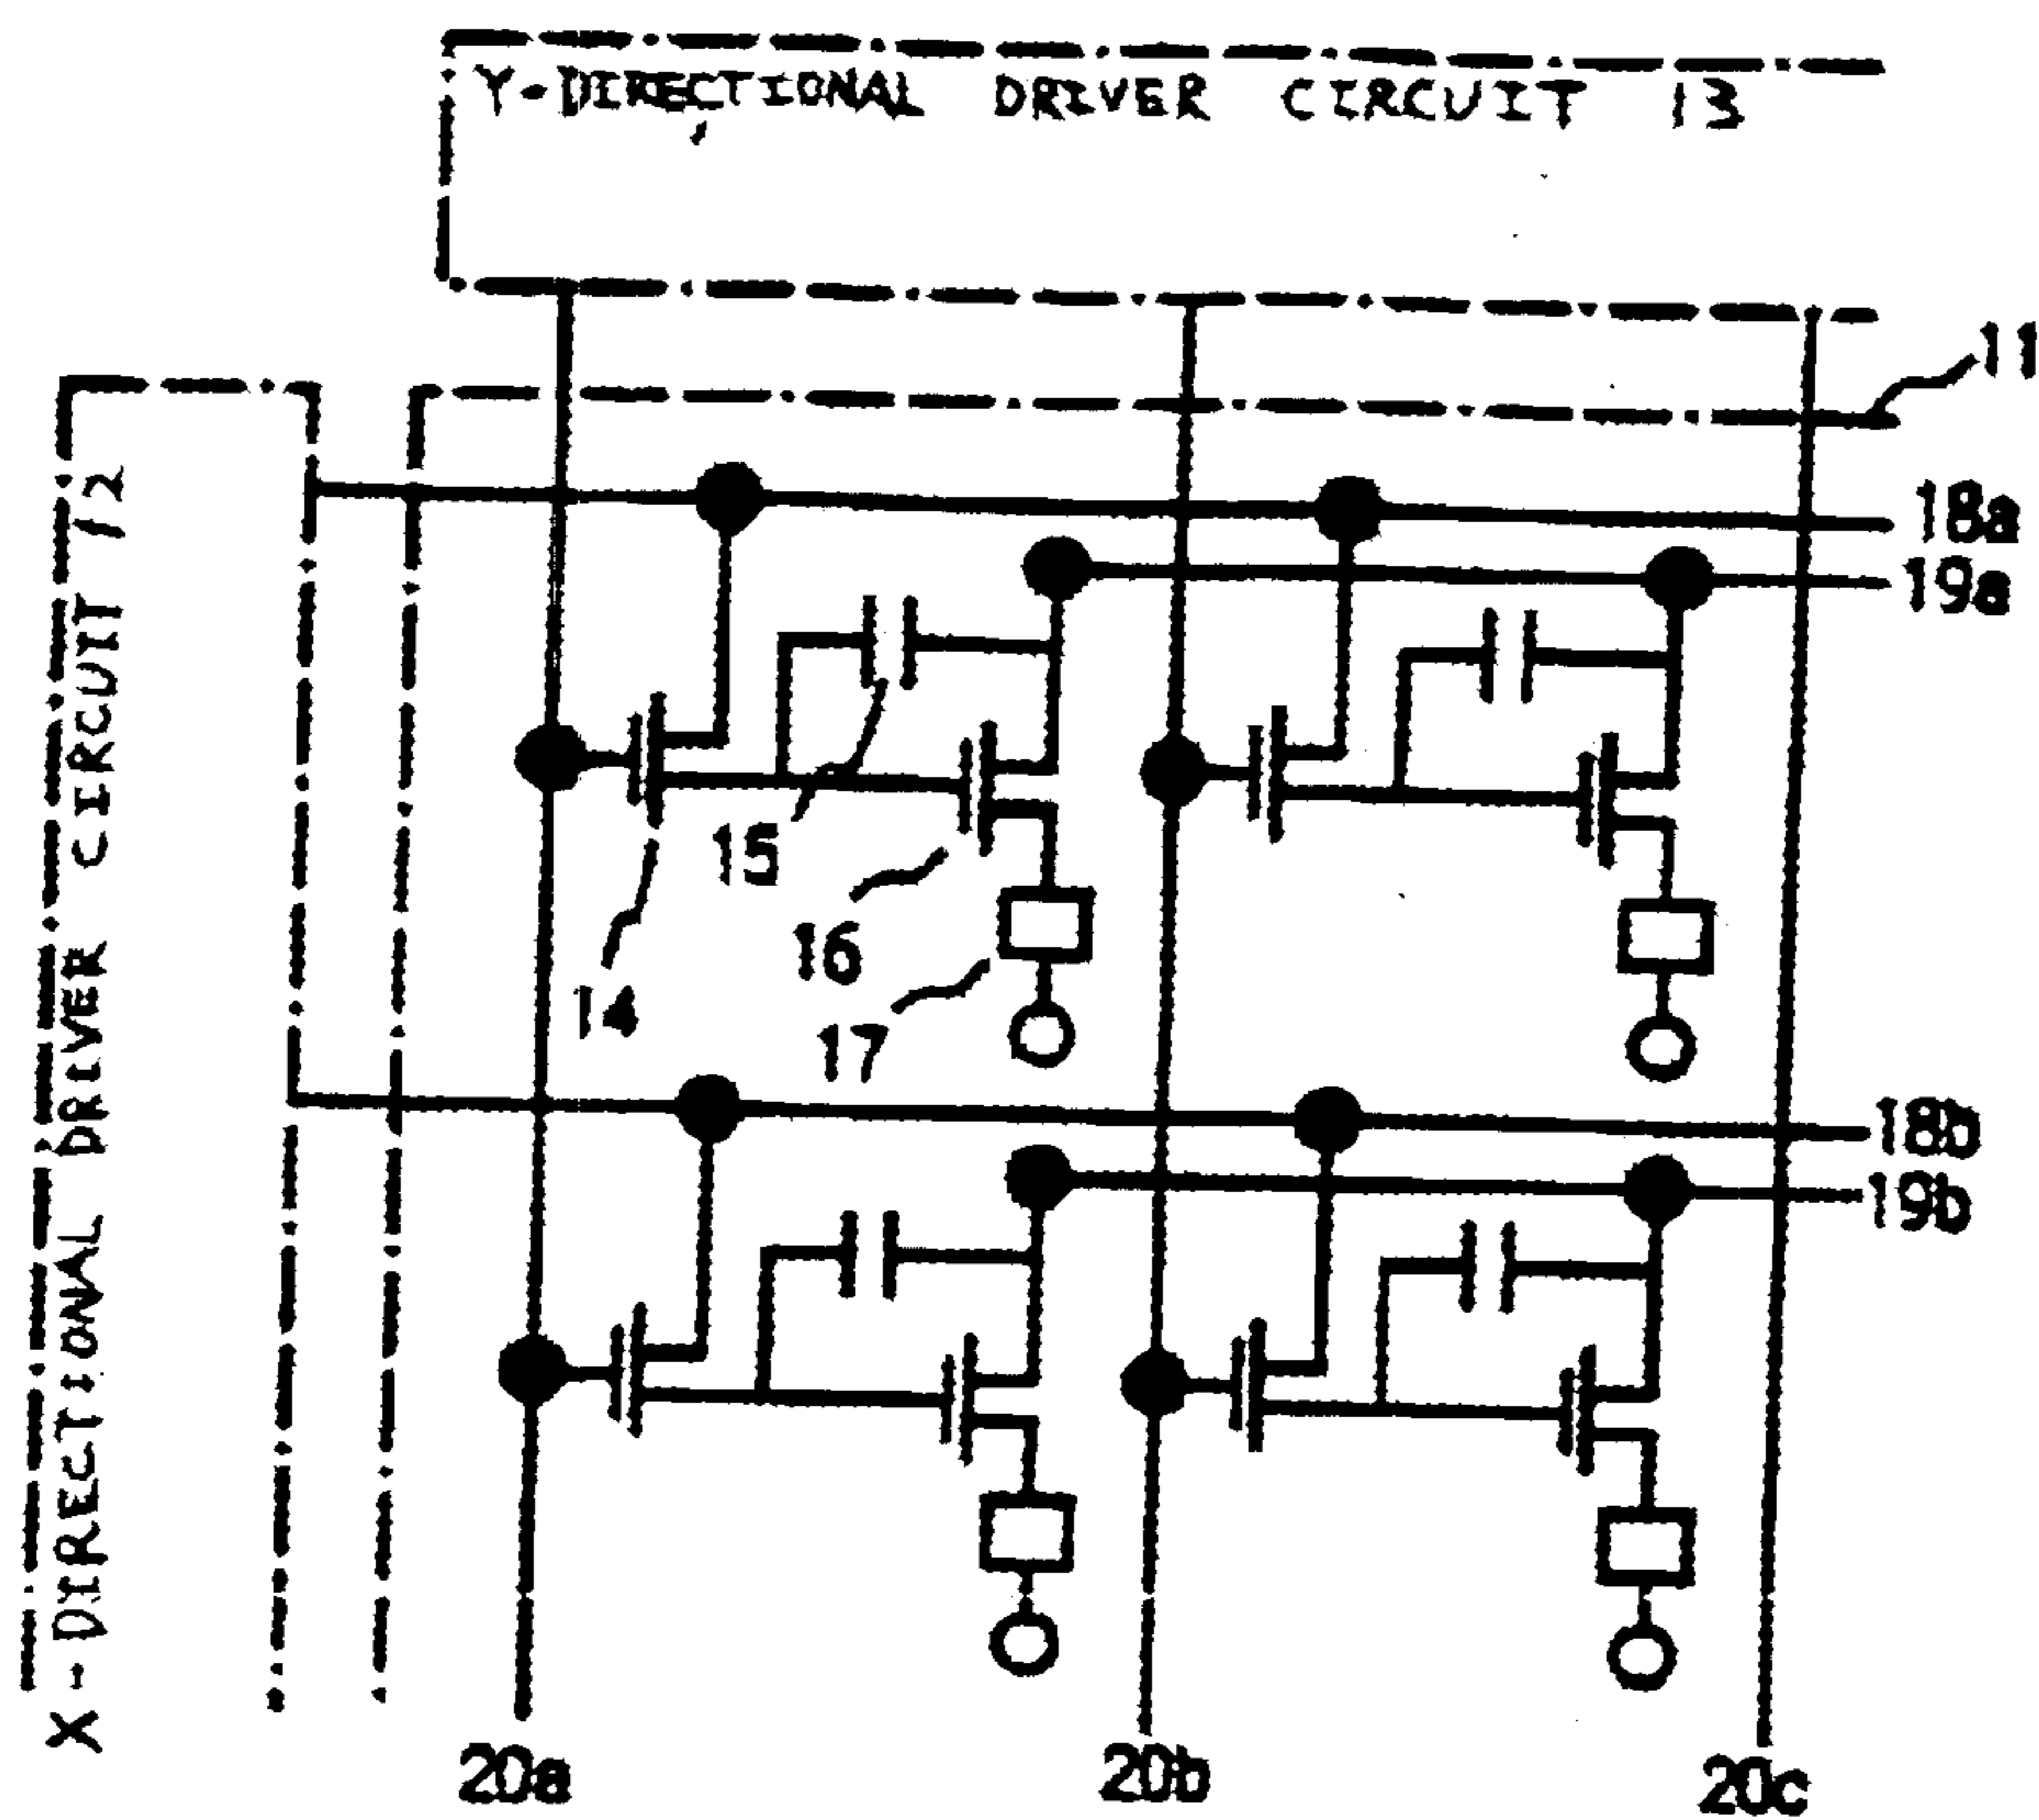 Y-DIRECTIONAL DRIVER CIRCUIT 13
11
X-DIRECTIONAL DRIVER CIRCUIT 12
18a
19a
15
16
14
17
18b
19b
20a
20b
20c